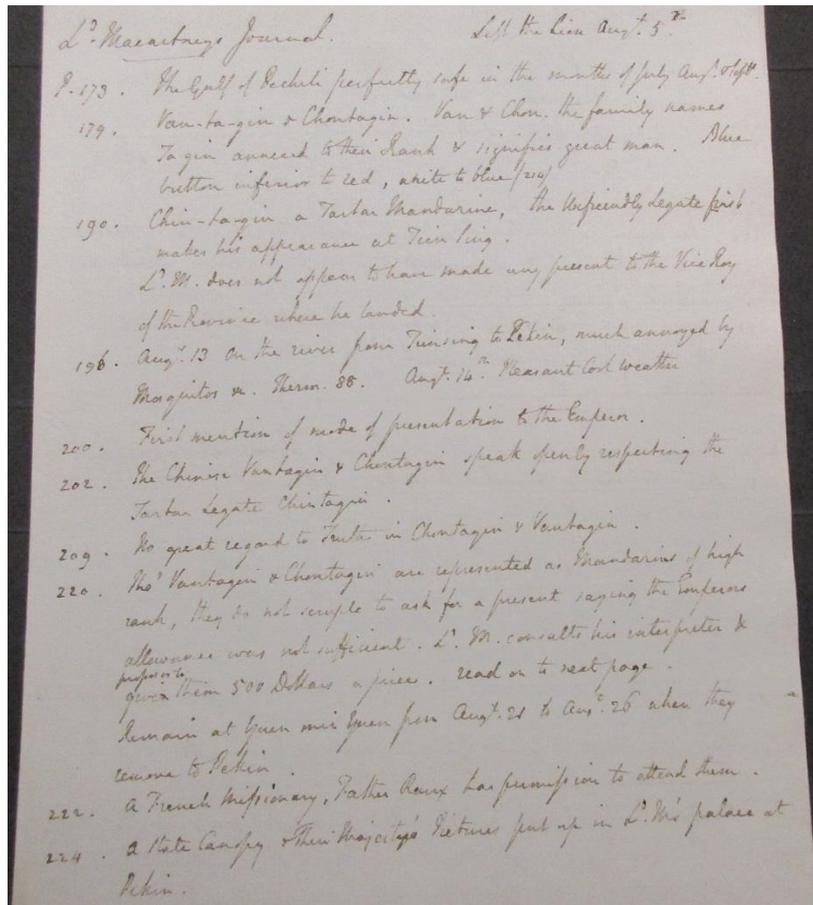 Ld. Macartneys Journal. Left the Lion Augt. 5th
P. 173. The Gulf of Pecheli perfectly safe in the months of July Augt. & Septr.
179. Van-ta-gin & Chontagin. Van & Chon. the family names
Ta gin annexed to their Rank & signifies great man. Blue
button inferior to red, white to blue (214)
190. Chin-ta-gin a Tartar Mandarine, the Unfriendly Legate first
makes his appearance at Tien Sing.
Ld. M. does not appear to have made any present to the Vice Roy
of the Province where he landed.
196. Augt. 13 On the river from Tiensing to Pekin, much annoyed by
Mosquitos &c. Therm. 88. Augt. 14th. Pleasant Cool weather
200. First mention of mode of presentation to the Emperor.
202. The Chinese Vantagin & Chontagin speak openly respecting the
Tartar Legate Chintagin.
209. No great regard to Truth in Chontagin & Vantagin.
220. Tho' Vantagin & Chontagin are represented as Mandarins of high
rank, they do not scruple to ask for a present saying the Emperors
allowance was not sufficient. Ld. M. consults his interpreter &
proposes to
give them 500 Dollars a piece. read on to next page.
Remain at Yuen min Yuen from Augt. 21 to Augt. 26 when they
remove to Pekin.
222. A French Missionary, Father Raux has permission to attend them.
224. A State Canopy & Their Majesty's Pictures put up in Ld. M's palace at
Pekin.